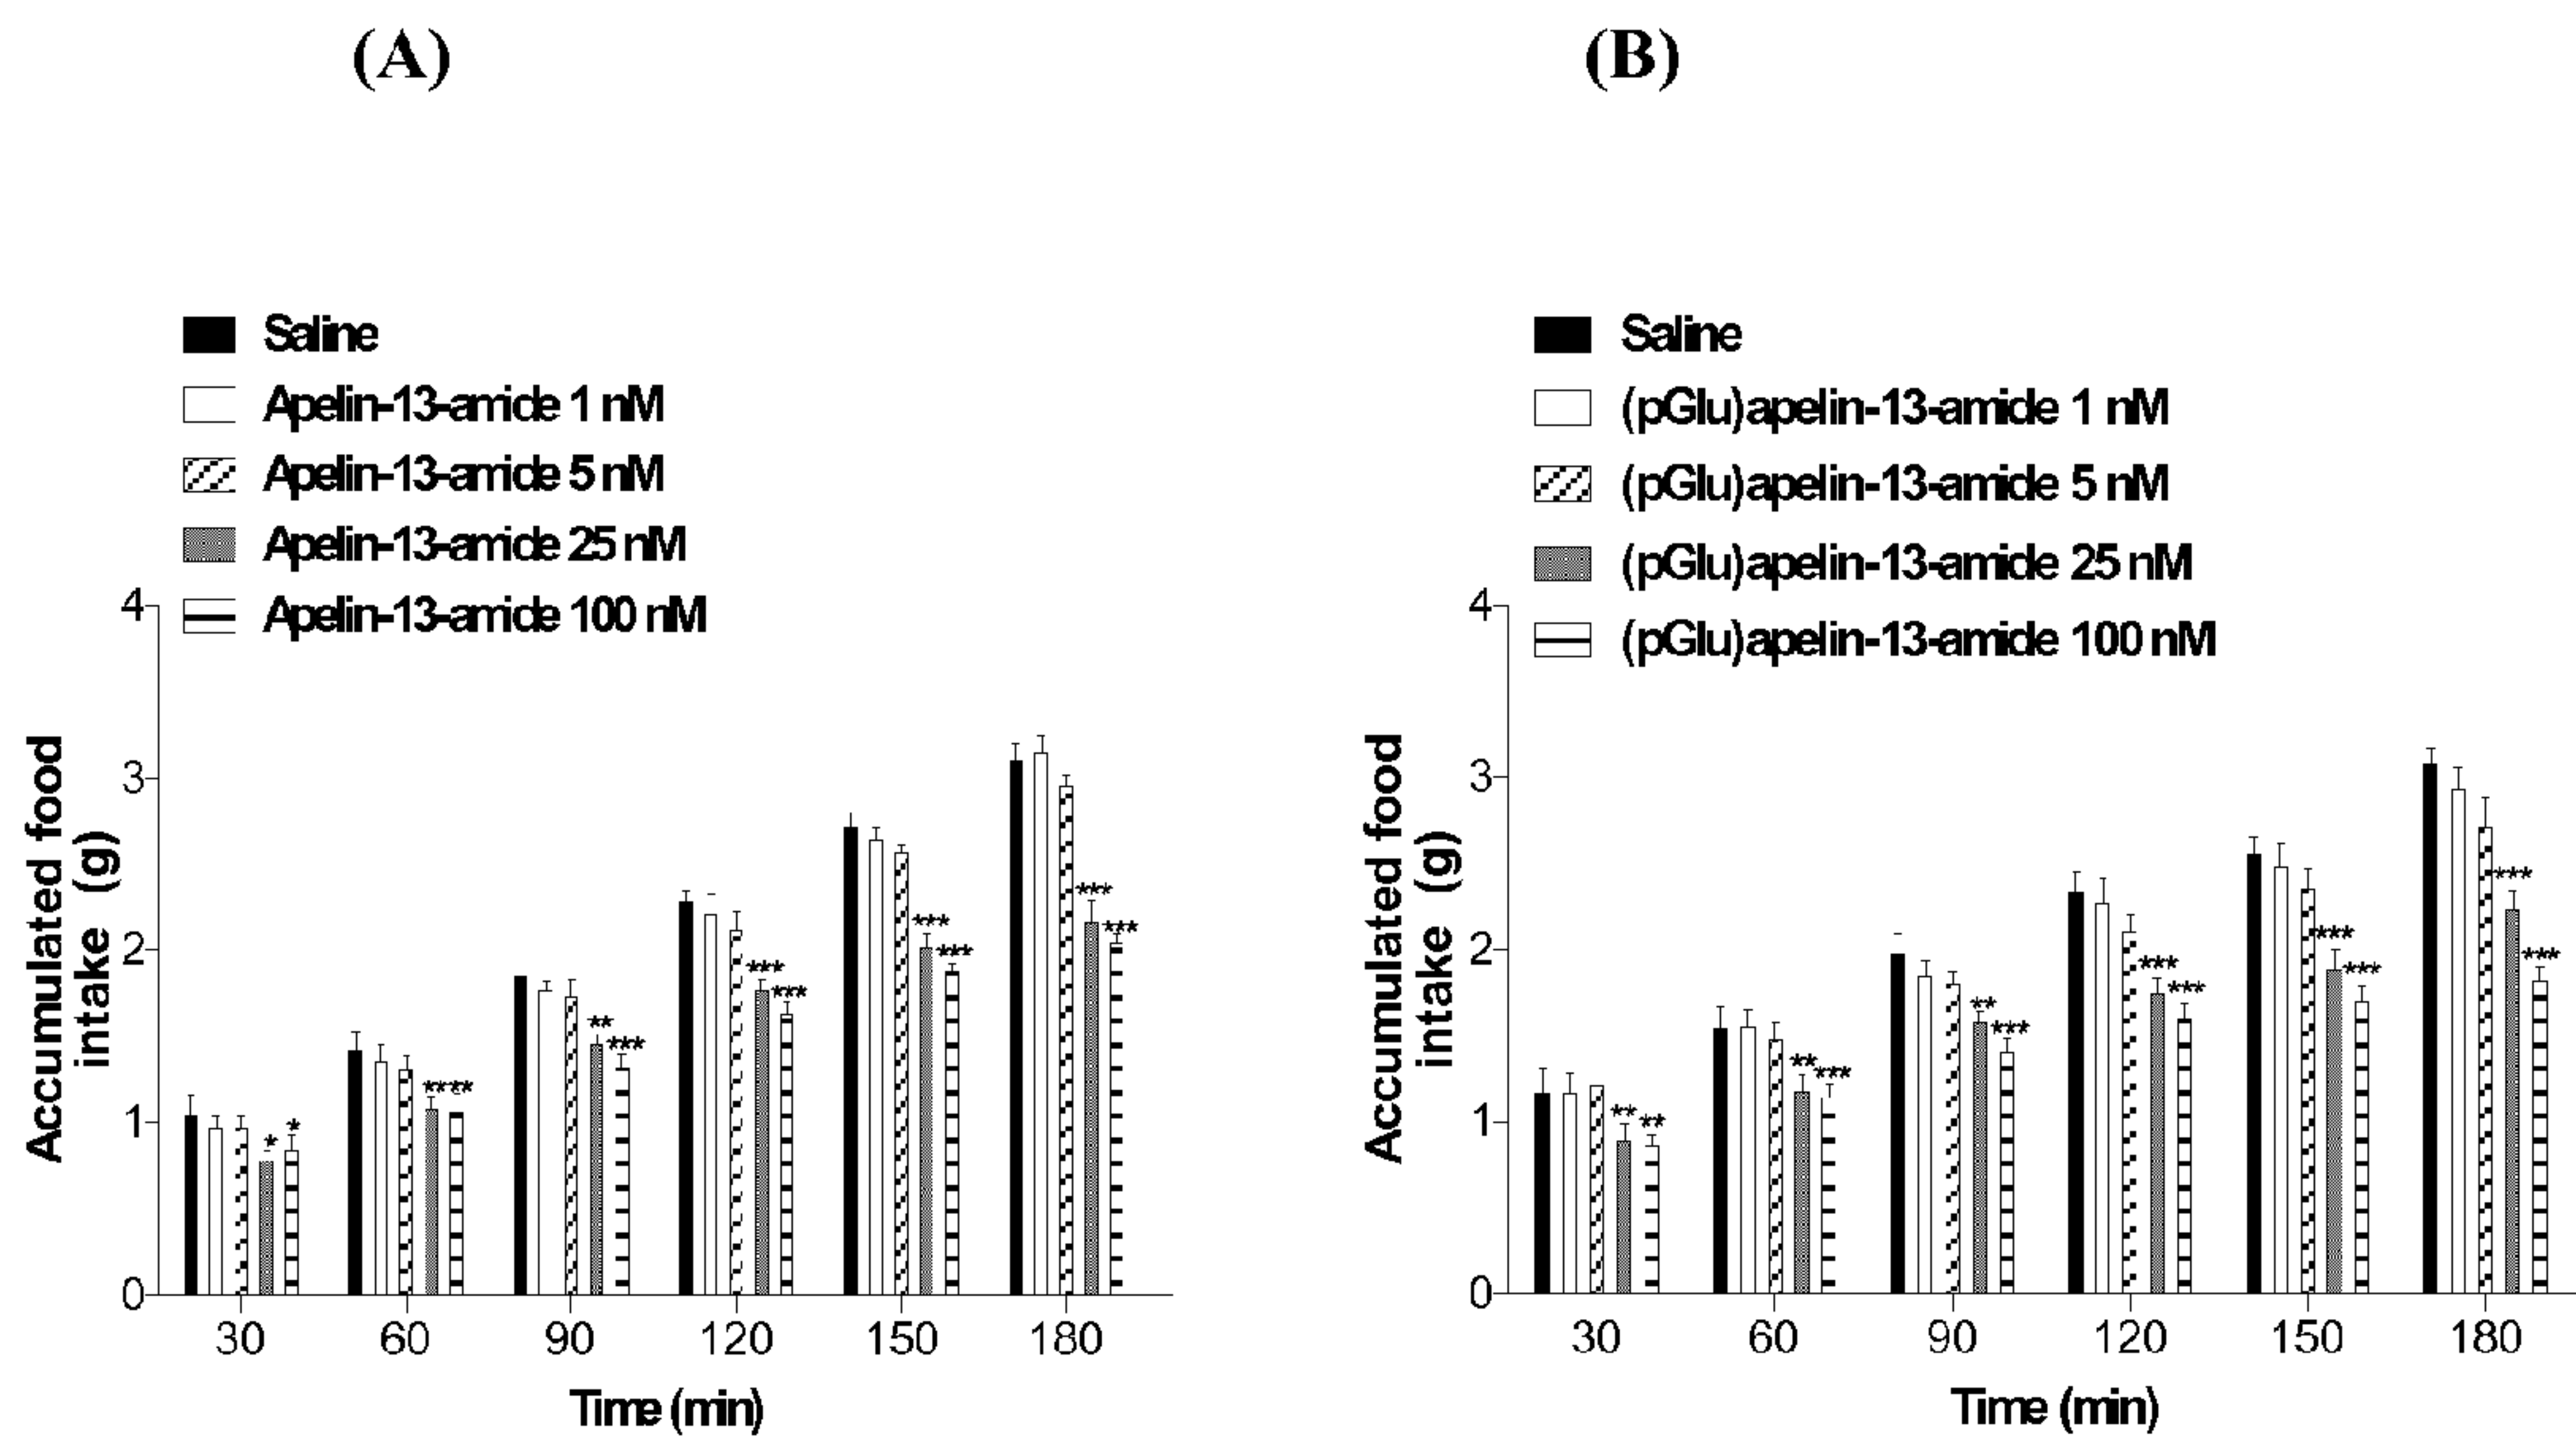 (A)
Saline
Apelin-13-amide 1 nM
Apelin-13-amide 5 nM
Apelin-13-amide 25 nM
Apelin-13-amide 100 nM
4
3
2
1
0
Accumulated food
intake (g)
* *
****
** ***
*** ***
*** ***
*** ***
30 60 90 120 150 180
Time (min)
(B)
Saline
(pGlu)apelin-13-amide 1 nM
(pGlu)apelin-13-amide 5 nM
(pGlu)apelin-13-amide 25 nM
(pGlu)apelin-13-amide 100 nM
4
3
2
1
0
Accumulated food
intake (g)
** **
** ***
** ***
*** ***
*** ***
*** ***
30 60 90 120 150 180
Time (min)